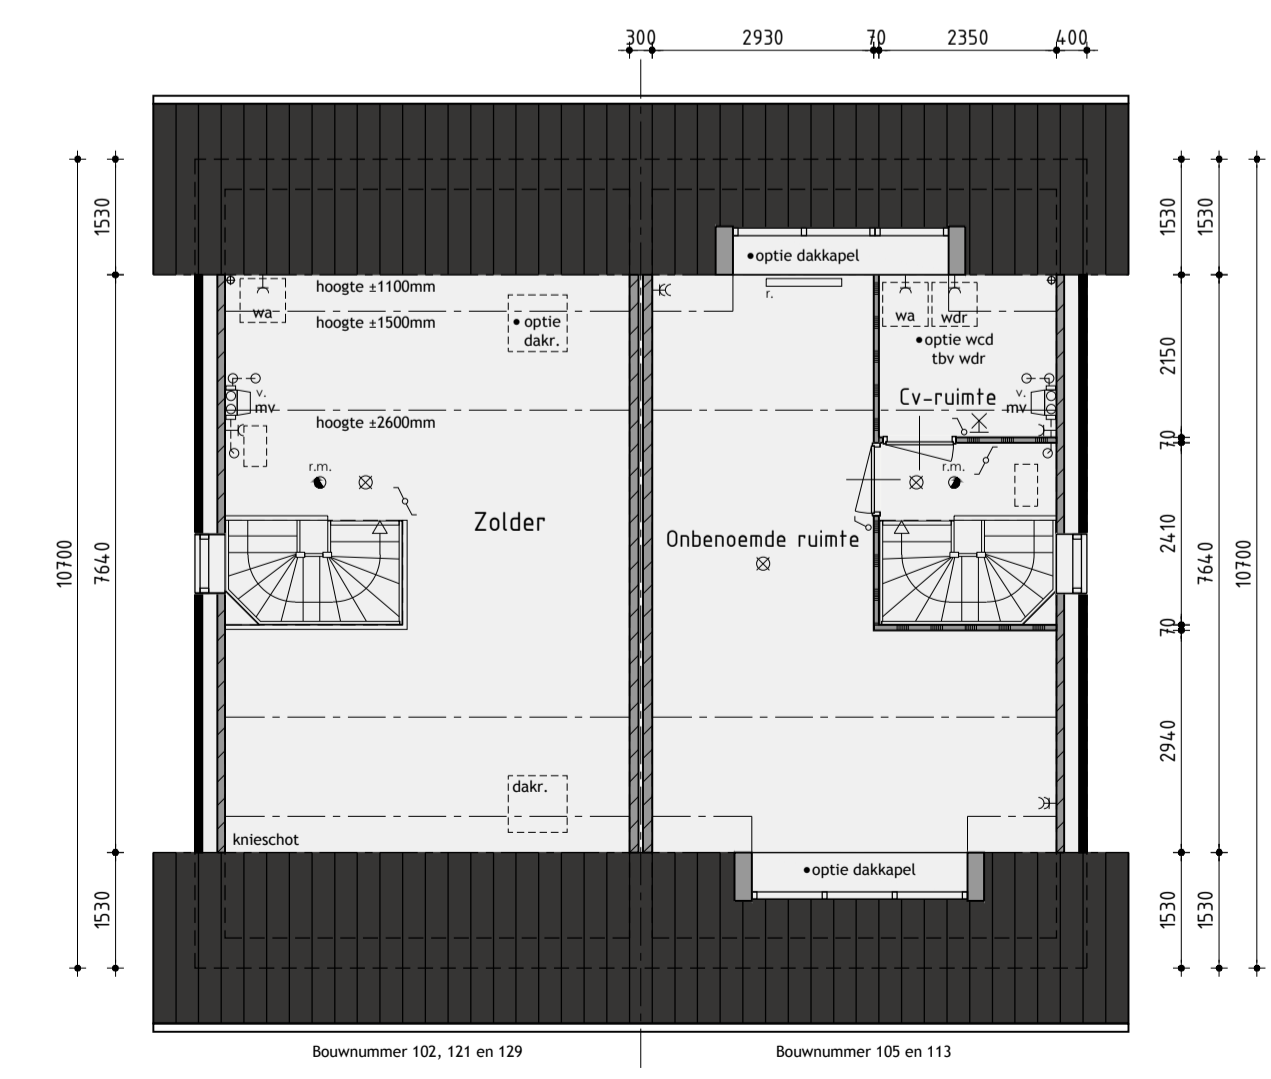 300 2930 70 2350 400
1530 1530 1530
optie dakkapel
hoogte ±1100mm
r.
wa
hoogte ±1500mm
optie
dakr.
wa wdr
optie wcd
tbv wdr
2150
v.
mv
Cv-ruimte
v.
mv
hoogte ±2600mm
70
r.m.
r.m.
Zolder
Onbenoemde ruimte
10700 7640
2410 7640 10700
70
2940
dakr.
knieschot
optie dakkapel
1530 1530 1530
Bouwnummer 102, 121 en 129
Bouwnummer 105 en 113